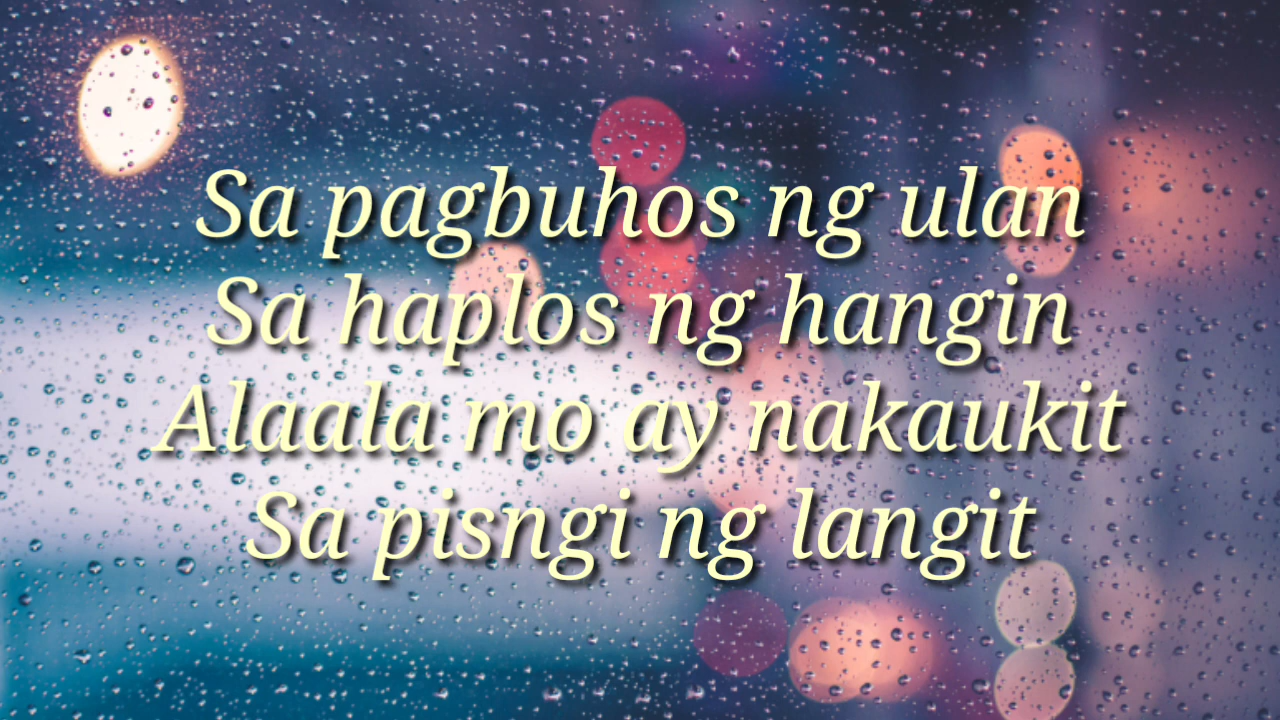 Sa pagbuhos ng ulan
Sa haplos ng hangin
Alaala mo ay nakaukit
Sa pisngi ng langit